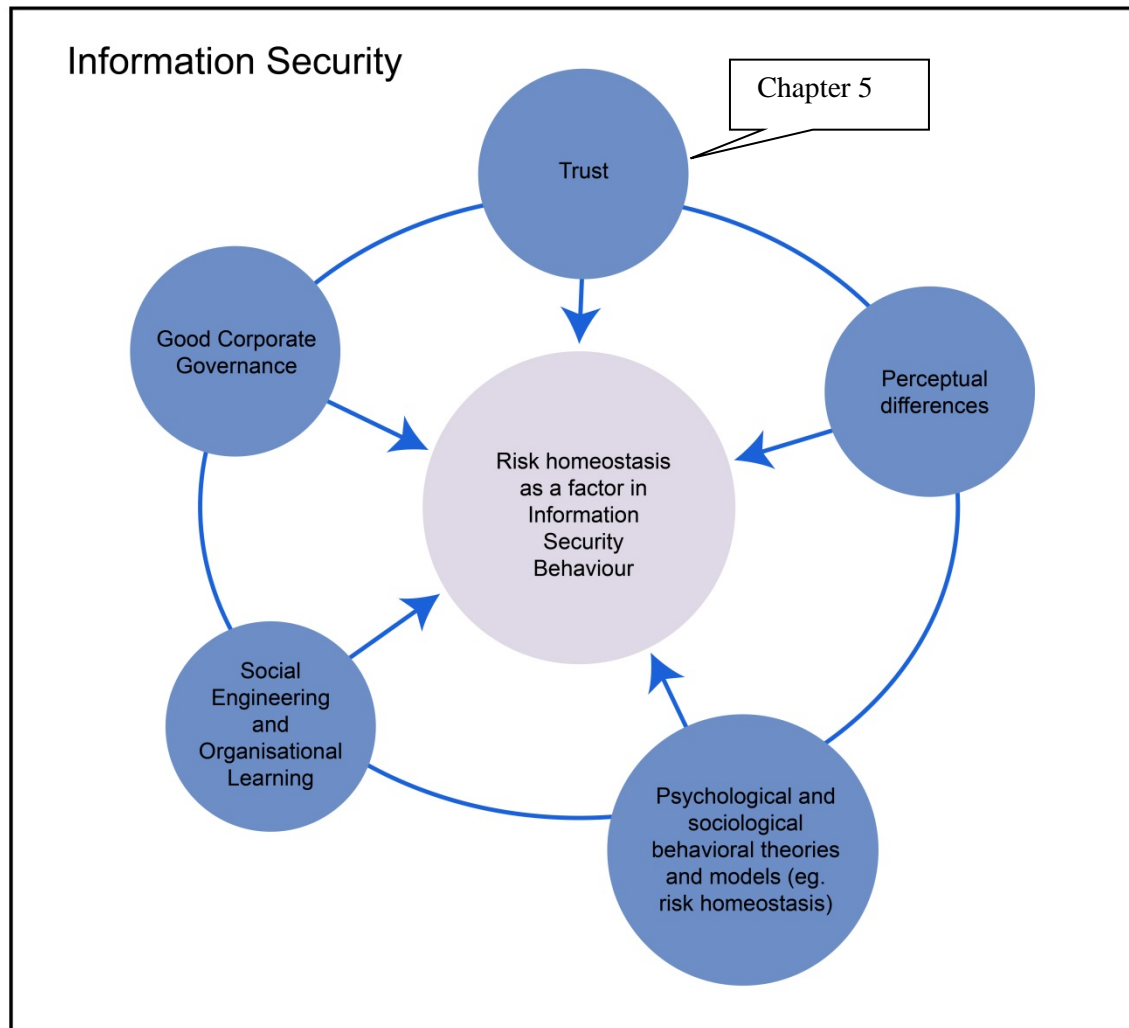 Information Security
Chapter 5
Trust
Good Corporate
Governance
Perceptual
differences
Risk homeostasis
as a factor in
Information
Security
Behaviour
Social
Engineering
and
Organisational
Learning
Psychological and
sociological
behavioral theories
and models (eg.
risk homeostasis)